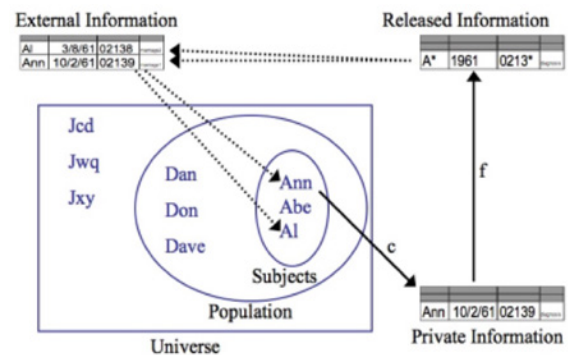 External Information
Al 3/8/61 02138
Ann 10/2/61 02139
Released Information
A* 1961 0213*
Jcd
Jwq
Jxy
Dan
Don
Dave
Ann
Abe
Al
Subjects
Population
Universe
c
f
Ann 10/2/61 02139
Private Information